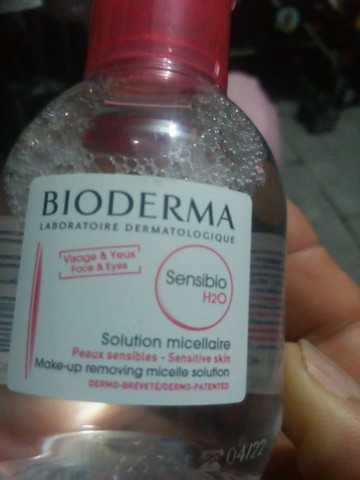 BIODERMA
LABORATOIRE DERMATOLOGIQUE
Visage & Yeux
Face & Eyes
Sensibio
H2O
Solution micellaire
Peaux sensibles - Sensitive skin
Make-up removing micelle solution
DERMO-BREVETÉ/DERMO-PATENTED
04/22